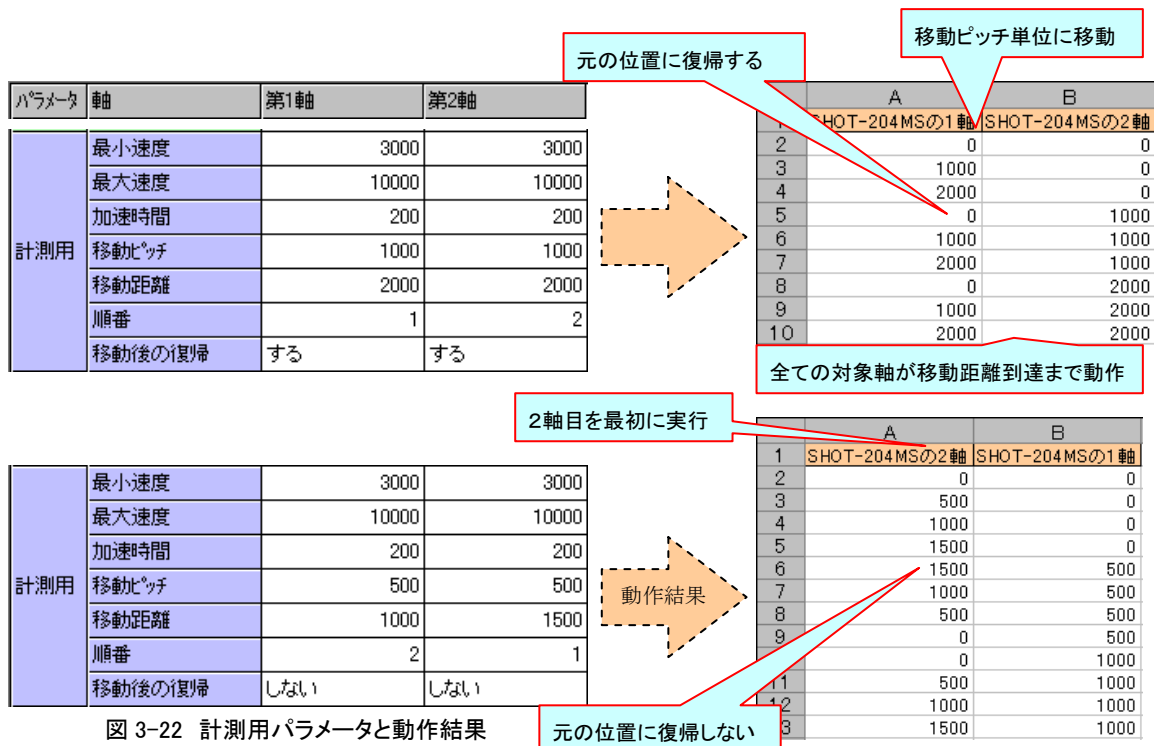 元の位置に復帰する
移動ピッチ単位に移動
パラメータ 軸 第1軸 第2軸
計測用
最小速度 3000 3000
最大速度 10000 10000
加速時間 200 200
移動ピッチ 1000 1000
移動距離 2000 2000
順番 1 2
移動後の復帰 する する
A B
1 SHOT-204MSの1軸 SHOT-204MSの2軸
2 0 0
3 1000 0
4 2000 0
5 0 1000
6 1000 1000
7 2000 1000
8 0 2000
9 1000 2000
10 2000 2000
全ての対象軸が移動距離到達まで動作
2軸目を最初に実行
計測用
最小速度 3000 3000
最大速度 10000 10000
加速時間 200 200
移動ピッチ 500 500
移動距離 1000 1500
順番 2 1
移動後の復帰 しない しない
動作結果
A B
1 SHOT-204MSの2軸 SHOT-204MSの1軸
2 0 0
3 500 0
4 1000 0
5 1500 0
6 1500 500
7 1000 500
8 500 500
9 0 500
0 1000
11 500 1000
12 1000 1000
3 1500 1000
元の位置に復帰しない
図 3-22 計測用パラメータと動作結果